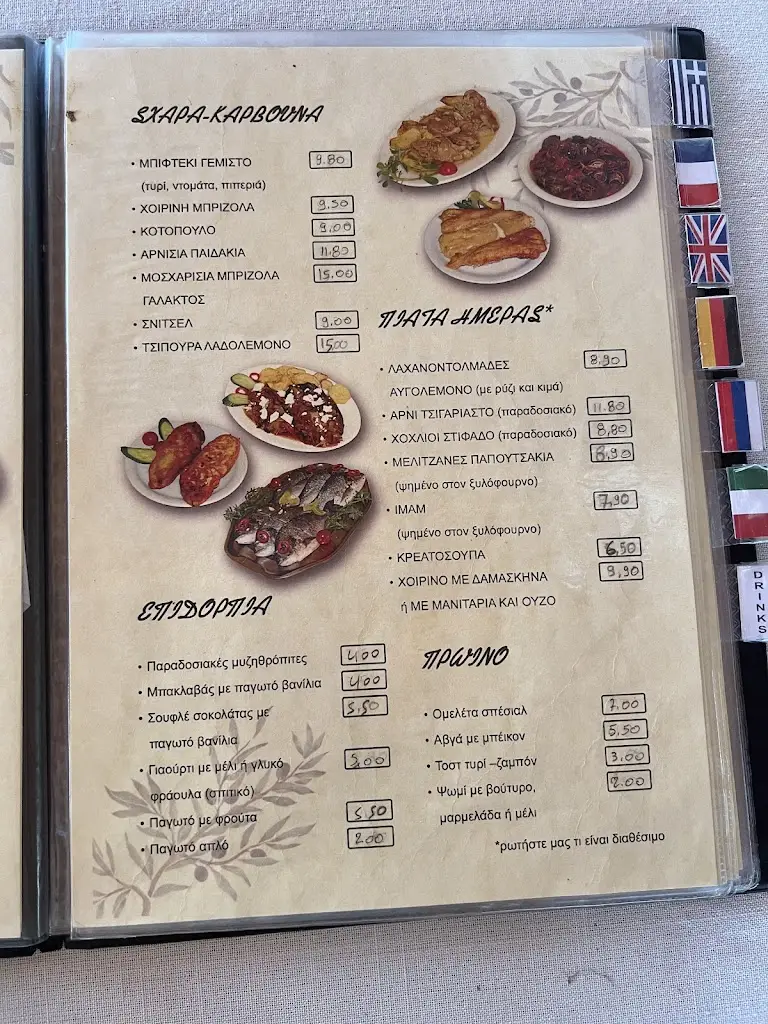 ΣΧΑΡΑ-ΚΑΡΒΟΥΝΑ
• ΜΠΙΦΤΕΚΙ ΓΕΜΙΣΤΟ 9.80
(τυρί, ντομάτα, πιπεριά)
• ΧΟΙΡΙΝΗ ΜΠΡΙΖΟΛΑ 9.50
• ΚΟΤΟΠΟΥΛΟ 9.00
• ΑΡΝΙΣΙΑ ΠΑΙΔΑΚΙΑ 11.80
• ΜΟΣΧΑΡΙΣΙΑ ΜΠΡΙΖΟΛΑ 15.00
ΓΑΛΑΚΤΟΣ
• ΣΝΙΤΣΕΛ 9.00
• ΤΣΙΠΟΥΡΑ ΛΑΔΟΛΕΜΟΝΟ 15,00
ΠΙΑΤΑ ΗΜΕΡΑΣ*
• ΛΑΧΑΝΟΝΤΟΛΜΑΔΕΣ 8,90
ΑΥΓΟΛΕΜΟΝΟ (με ρύζι και κιμά)
• ΑΡΝΙ ΤΣΙΓΑΡΙΑΣΤΟ (παραδοσιακό) 11.80
• ΧΟΧΛΙΟΙ ΣΤΙΦΑΔΟ (παραδοσιακό) 8,80
• ΜΕΛΙΤΖΑΝΕΣ ΠΑΠΟΥΤΣΑΚΙΑ 8,90
(ψημένο στον ξυλόφουρνο)
• ΙΜΑΜ 7,90
(ψημένο στον ξυλόφουρνο)
• ΚΡΕΑΤΟΣΟΥΠΑ 6,50
• ΧΟΙΡΙΝΟ ΜΕ ΔΑΜΑΣΚΗΝΑ 9,90
ή ΜΕ ΜΑΝΙΤΑΡΙΑ ΚΑΙ ΟΥΖΟ
ΕΠΙΔΟΡΠΙΑ
• Παραδοσιακές μυζηθρόπιτες 4,00
• Μπακλαβάς με παγωτό βανίλια 4,00
• Σουφλέ σοκολάτας με 5,50
παγωτό βανίλια
• Γιαούρτι με μέλι ή γλυκό 5,00
φράουλα (σπιτικό)
• Παγωτό με φρούτα 5,50
• Παγωτό απλό 2.00
ΠΡΩΙΝΟ
• Ομελέτα σπέσιαλ 7.00
• Αβγά με μπέικον 5,50
• Τοστ τυρί –ζαμπόν 3,00
• Ψωμί με βούτυρο, 2.00
μαρμελάδα ή μέλι
*ρωτήστε μας τι είναι διαθέσιμο
DRINKS